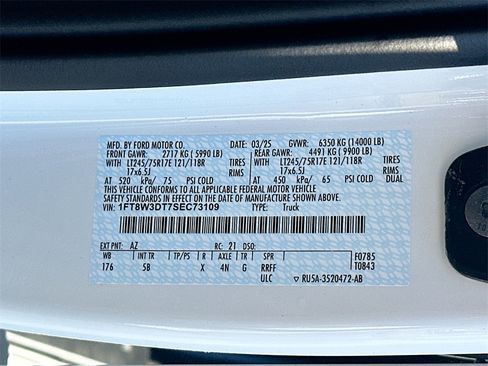 MFD. BY FORD MOTOR CO. 03/25 GVWR: 6350 KG (14000 LB)
FRONT GAWR: 2717 KG ( 5990 LB) REAR GAWR: 4491 KG ( 9900 LB)
WITH LT245/75R17E 121/118R TIRES WITH LT245/75R17E 121/118R TIRES
17x6.5J RIMS 17x6.5J RIMS
AT 520 kPa/ 75 PSI COLD AT 450 kPa/ 65 PSI COLD Dual
THIS VEHICLE CONFORMS TO ALL APPLICABLE FEDERAL MOTOR VEHICLE
SAFETY STANDARDS IN EFFECT ON THE DATE OF MANUFACTURE SHOWN ABOVE.
VIN: 1FT8W3DT7SEC73109 TYPE: Truck
EXT PNT: AZ RC: 21 DSO: F0785
WB INT TR TP/PS R AXLE TR SPR T0843
176 5B X 4N G RRFF
ULC RU5A-3520472-AB